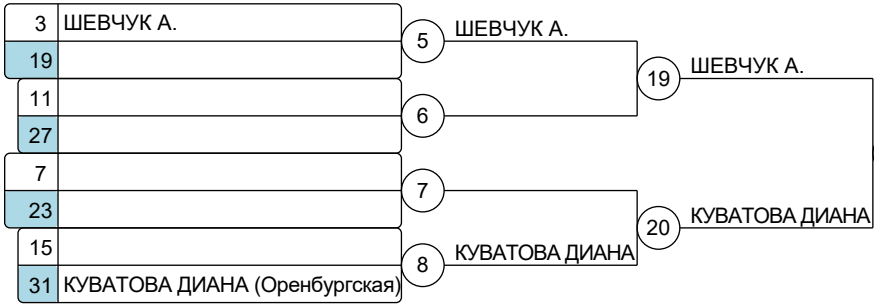 3 ШЕВЧУК А.
19
11
27
7
23
15
31 КУВАТОВА ДИАНА (Оренбургская)
5 ШЕВЧУК А.
6
7
8 КУВАТОВА ДИАНА
19 ШЕВЧУК А.
20 КУВАТОВА ДИАНА